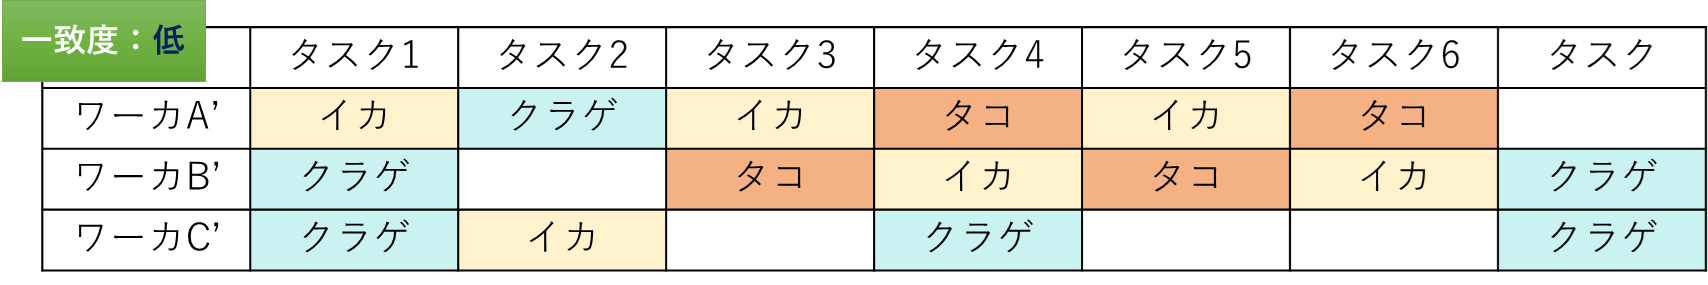 一致度：低
タスク1 タスク2 タスク3 タスク4 タスク5 タスク6 タスク
ワーカA’ イカ クラゲ イカ タコ イカ タコ
ワーカB’ クラゲ タコ イカ タコ イカ クラゲ
ワーカC’ クラゲ イカ クラゲ クラゲ